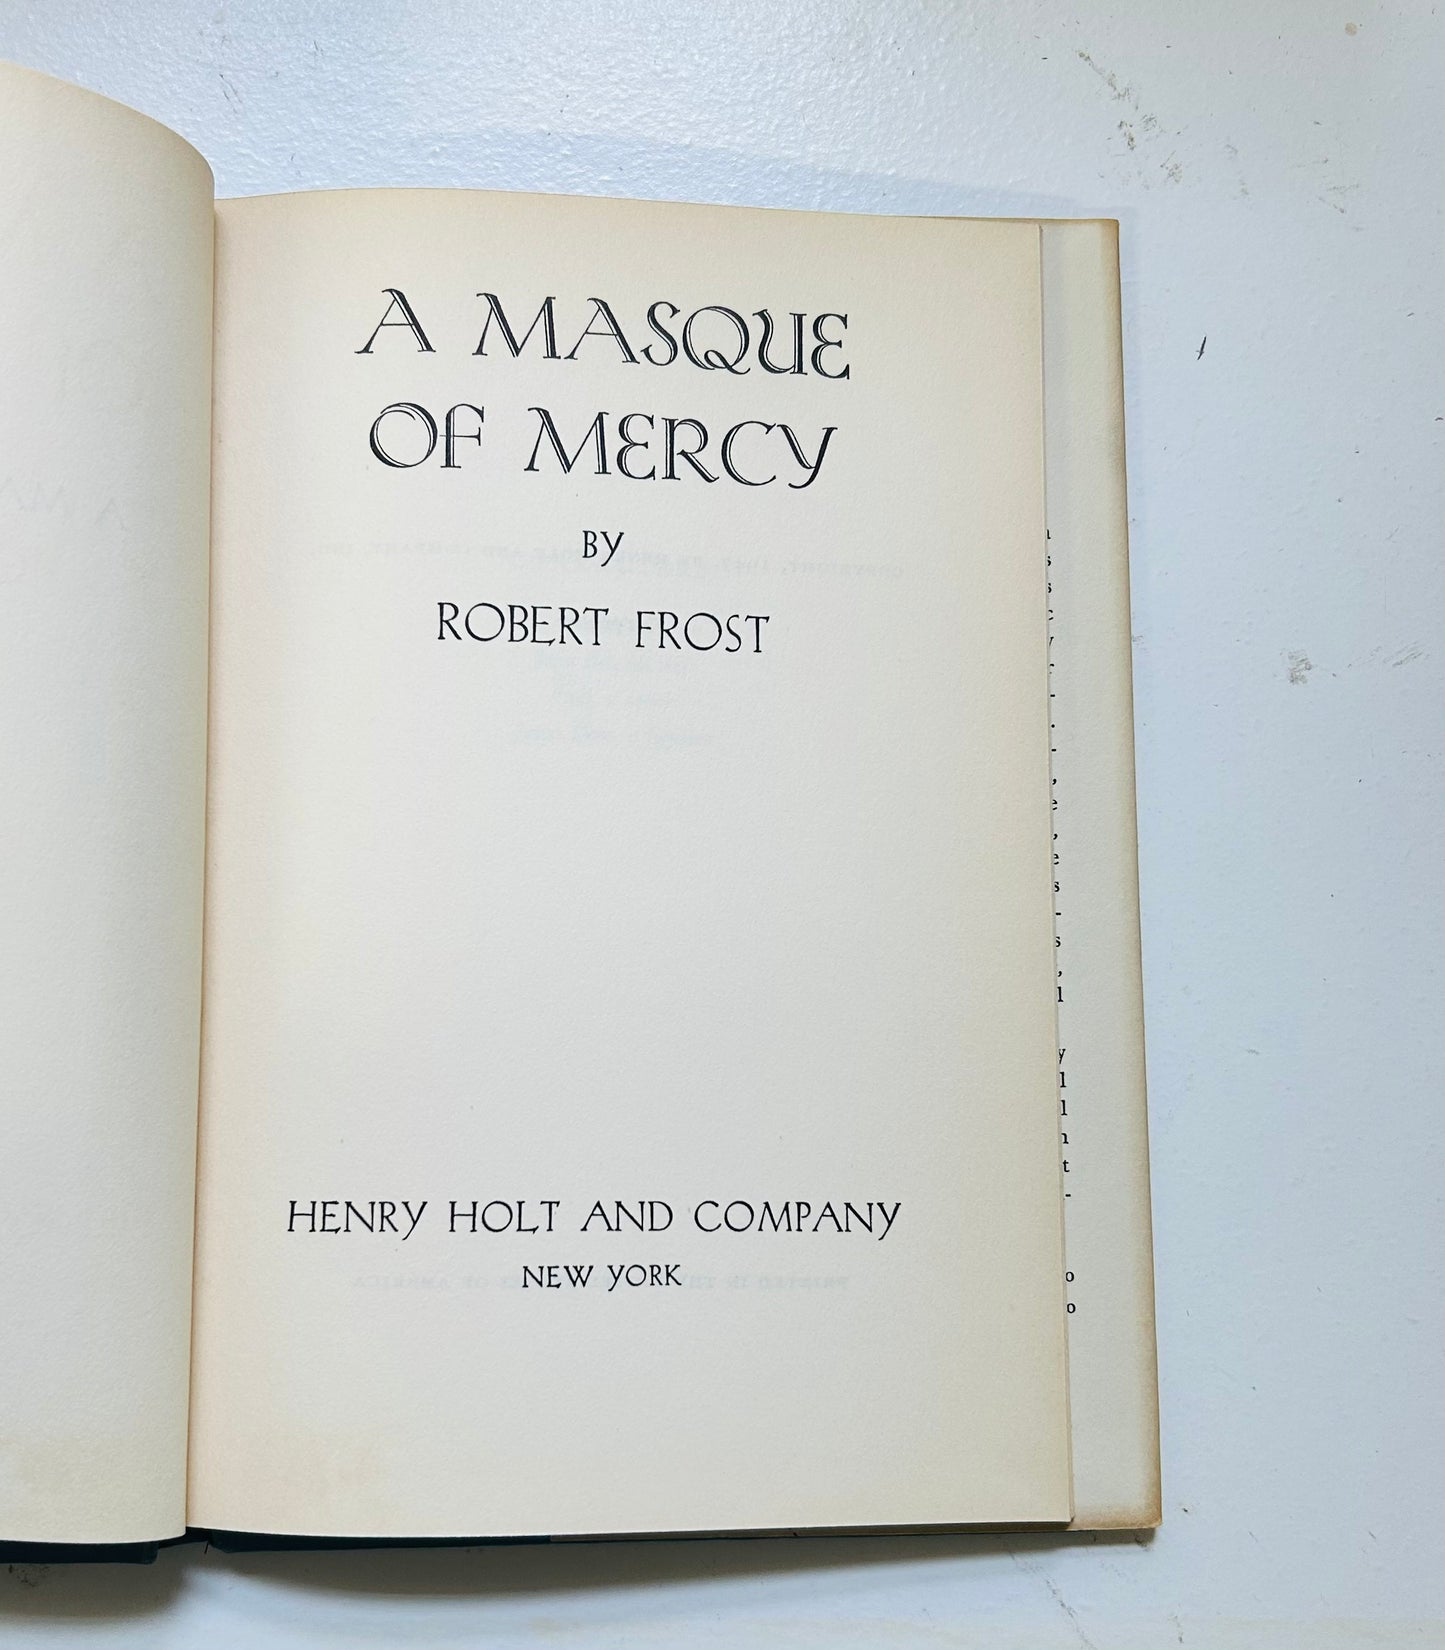 A MASQUE
OF MERCY
BY
ROBERT FROST
HENRY HOLT AND COMPANY
NEW YORK